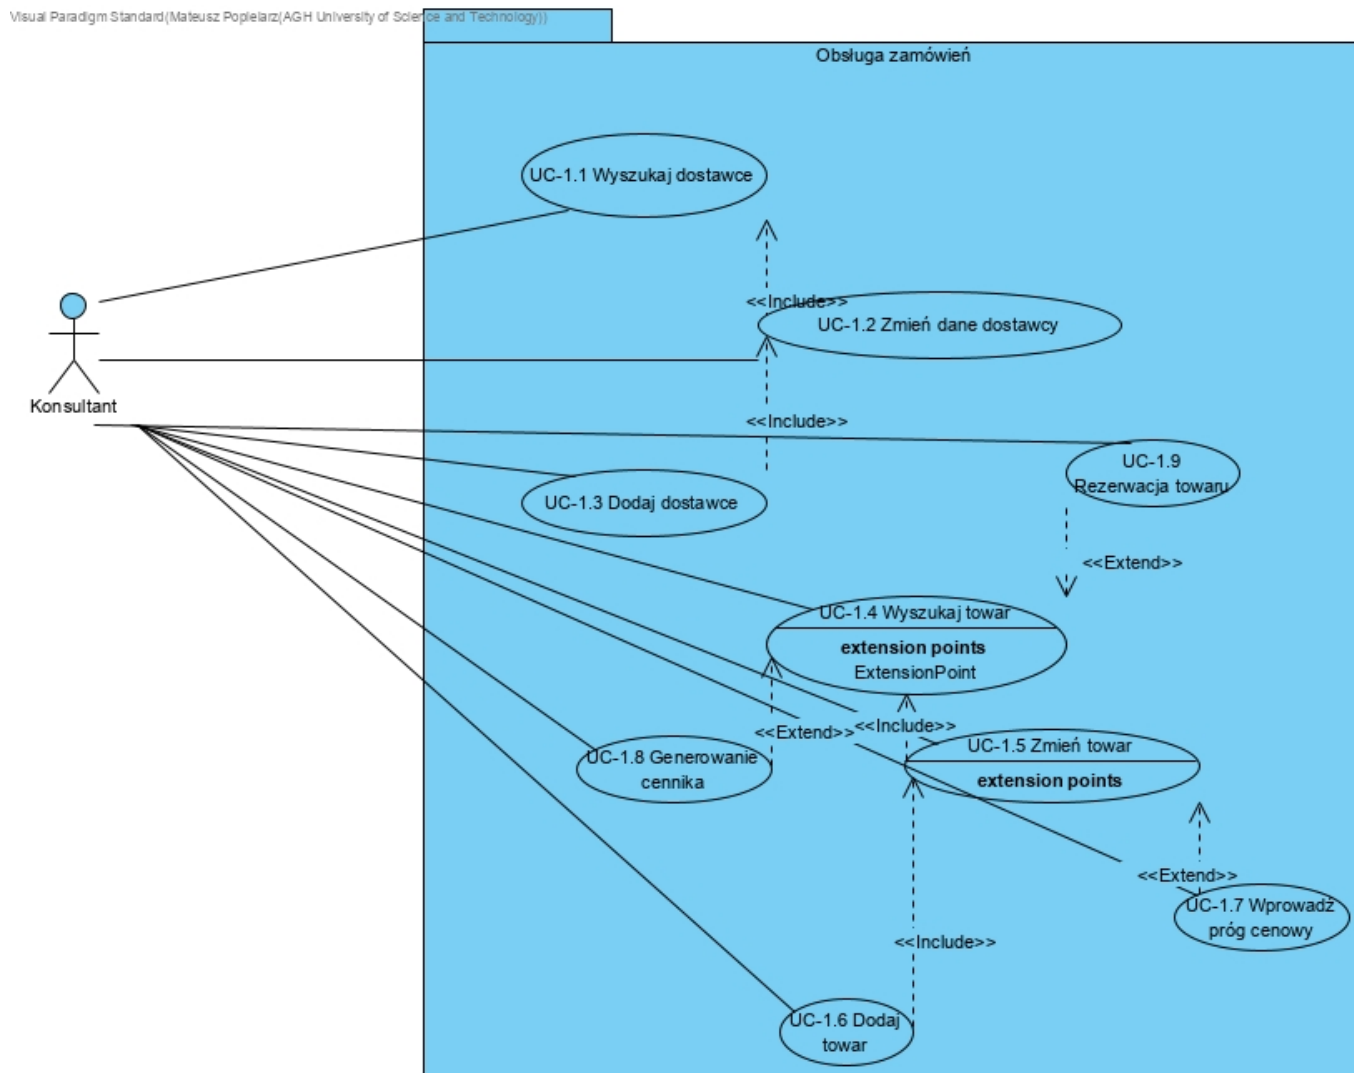 Visual Paradigm Standard(Mateusz Popielarz(AGH University of Science and Technology))
Obsługa zamówień
UC-1.1 Wyszukaj dostawce
<<Include>>
UC-1.2 Zmień dane dostawcy
Konsultant
<<Include>>
UC-1.9
Rezerwacja towaru
UC-1.3 Dodaj dostawce
<<Extend>>
UC-1.4 Wyszukaj towar
extension points
ExtensionPoint
<<Extend>>
<<Include>>
UC-1.5 Zmień towar
extension points
UC-1.8 Generowanie
cennika
<<Extend>>
UC-1.7 Wprowadź
próg cenowy
<<Include>>
UC-1.6 Dodaj
towar